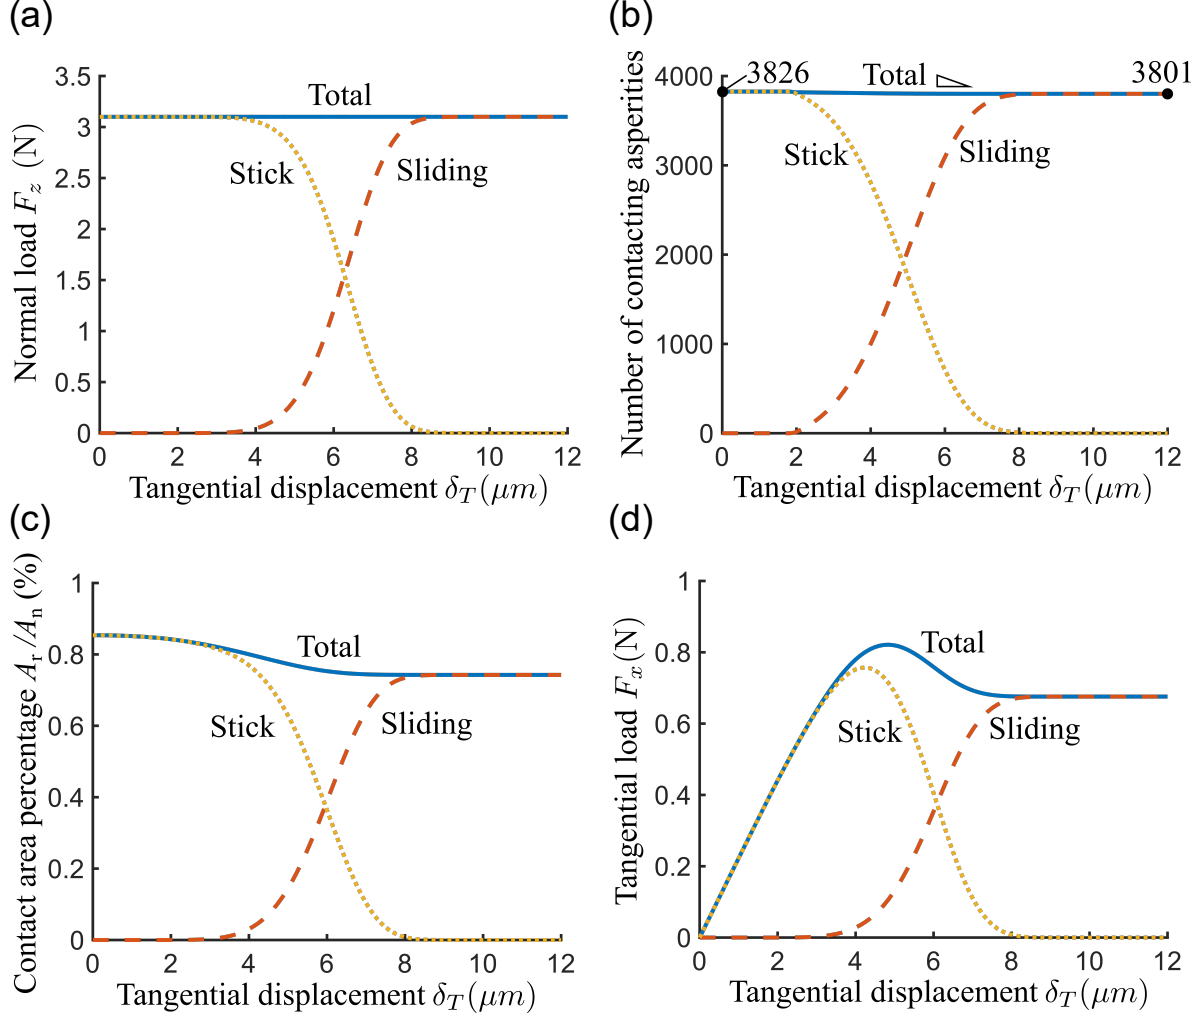 (a)
3.5
3
2.5
2
1.5
1
0.5
0
0 2 4 6 8 10 12
Normal load F_z (N)
Total
Stick
Sliding
Tangential displacement δ_T(μm)
(b)
4000
3000
2000
1000
0
0 2 4 6 8 10 12
Number of contacting asperities
3826
Total
3801
Stick
Sliding
Tangential displacement δ_T(μm)
(c)
1
0.8
0.6
0.4
0.2
0
0 2 4 6 8 10 12
Contact area percentage A_r/A_n (%)
Total
Stick
Sliding
Tangential displacement δ_T(μm)
(d)
1
0.8
0.6
0.4
0.2
0
0 2 4 6 8 10 12
Tangential load F_x(N)
Total
Stick
Sliding
Tangential displacement δ_T(μm)